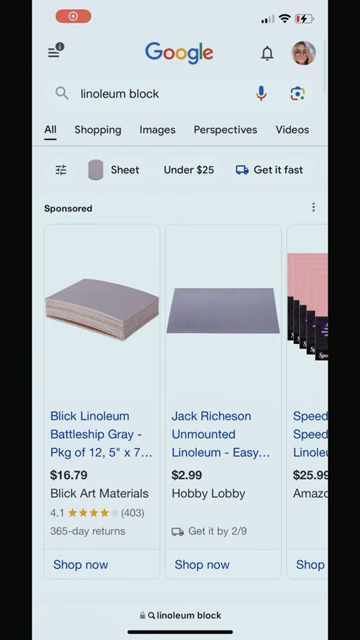 Google
linoleum block
All Shopping Images Perspectives Videos
Sheet Under $25 Get it fast
Sponsored
Blick Linoleum
Battleship Gray -
Pkg of 12, 5" x 7...
$16.79
Blick Art Materials
4.1 (403)
365-day returns
Shop now
Jack Richeson
Unmounted
Linoleum - Easy...
$2.99
Hobby Lobby
Get it by 2/9
Shop now
Speed
Speed
Linole
$25.99
Amazo
Shop
linoleum block